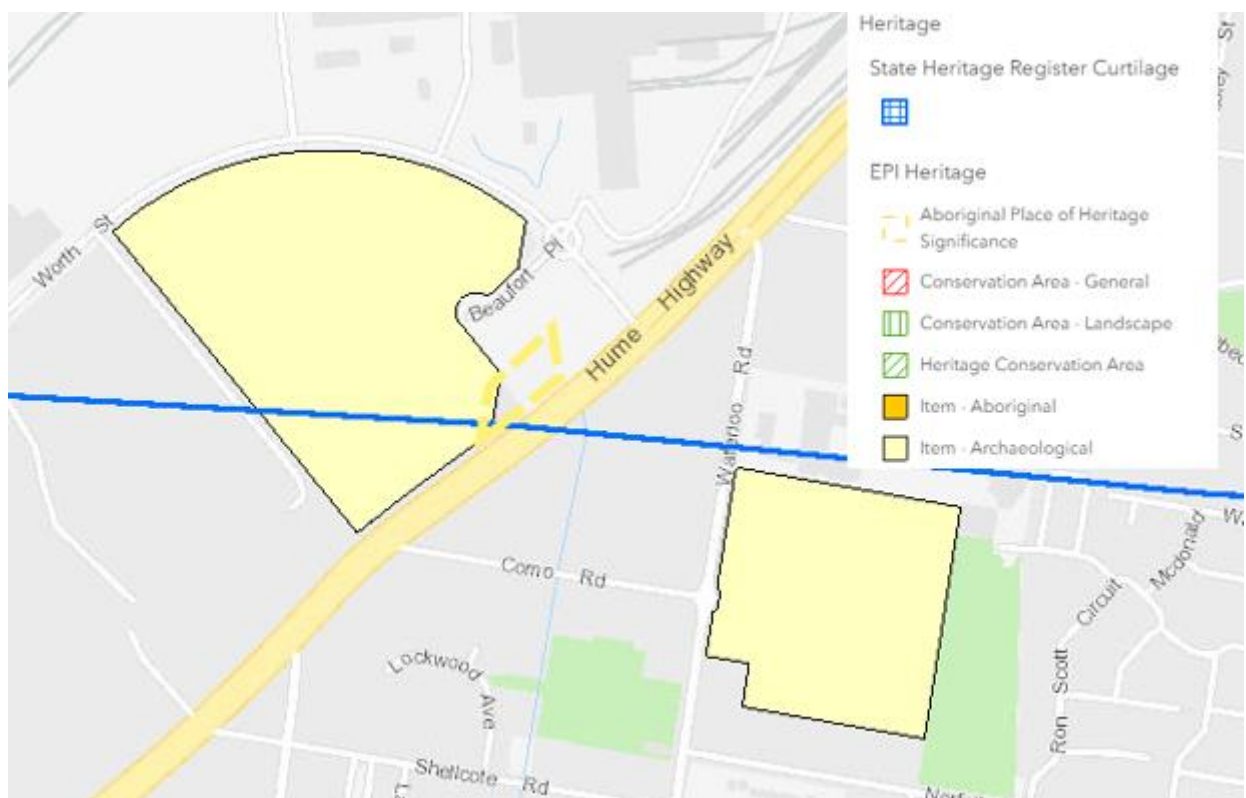 Heritage
State Heritage Register Curtilage
EPI Heritage
Aboriginal Place of Heritage
Significance
Conservation Area - General
Conservation Area - Landscape
Heritage Conservation Area
Item - Aboriginal
Item - Archaeological
Worth St
Beaufort Pl
Hume Highway
Waterloo Rd
Como Rd
Lockwood Ave
Shellcote Rd
Ron Scott Circuit
Mcdonald
St